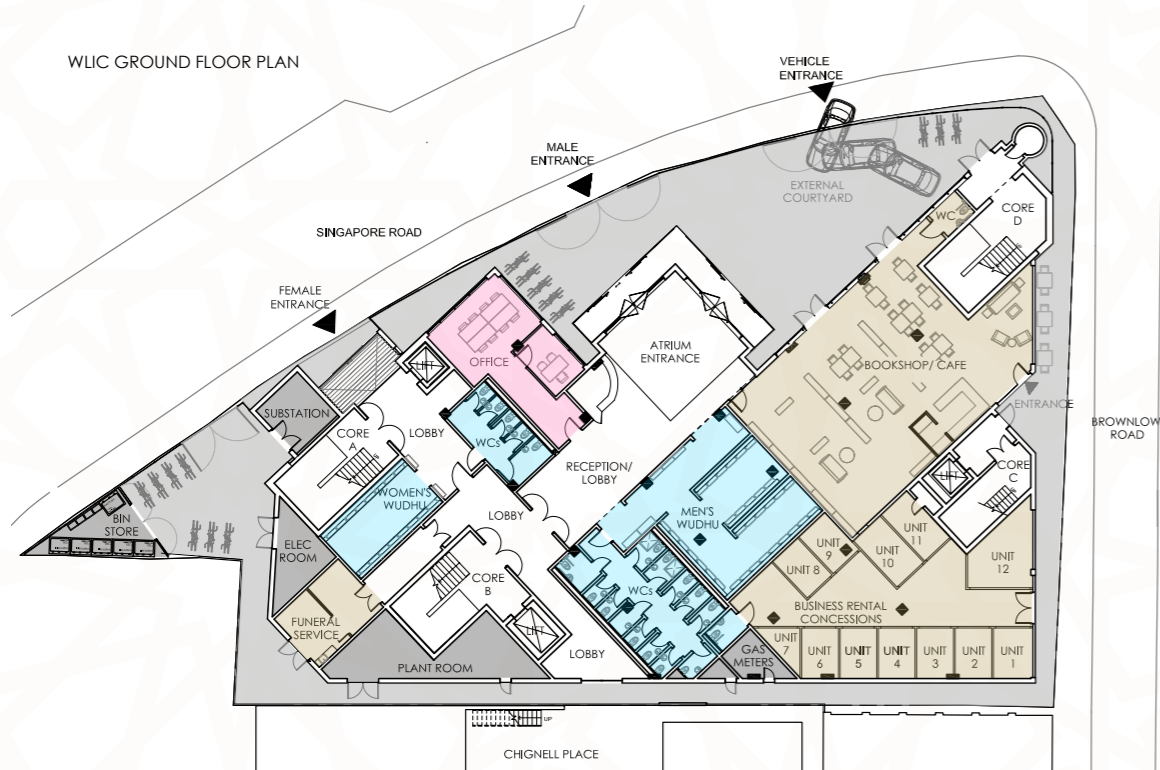 WLIC GROUND FLOOR PLAN
VEHICLE
ENTRANCE
MALE
ENTRANCE
EXTERNAL
COURTYARD
WC
CORE
D
SINGAPORE ROAD
FEMALE
ENTRANCE
ATRIUM
ENTRANCE
LIFT
OFFICE
BOOKSHOP/ CAFE
ENTRANCE
BROWNLOW
ROAD
SUBSTATION
CORE
A
LOBBY
WCs
RECEPTION/
LOBBY
LIFT
CORE
C
WOMEN'S
WUDHU
MEN'S
WUDHU
LOBBY
BIN
STORE
ELEC
ROOM
UNIT
11
UNIT
9
UNIT
10
UNIT
12
UNIT 8
CORE
B
WCs
BUSINESS RENTAL
CONCESSIONS
FUNERAL
SERVICE
LIFT
LOBBY
PLANT ROOM
GAS
METERS
UNIT
7
UNIT
6
UNIT
5
UNIT
4
UNIT
3
UNIT
2
UNIT
1
UP
CHIGNELL PLACE